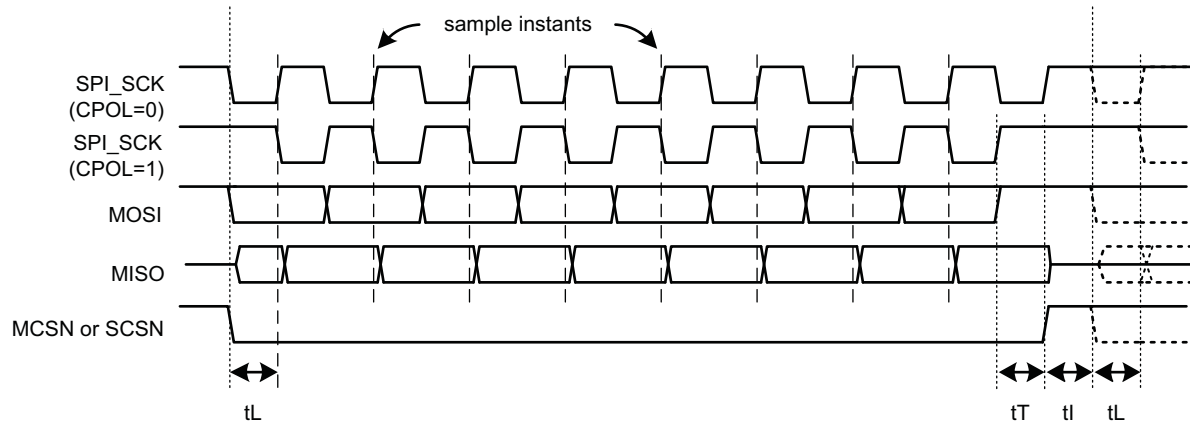 sample instants
SPI_SCK
(CPOL=0)
SPI_SCK
(CPOL=1)
MOSI
MISO
MCSN or SCSN
tL
tT
tI
tL